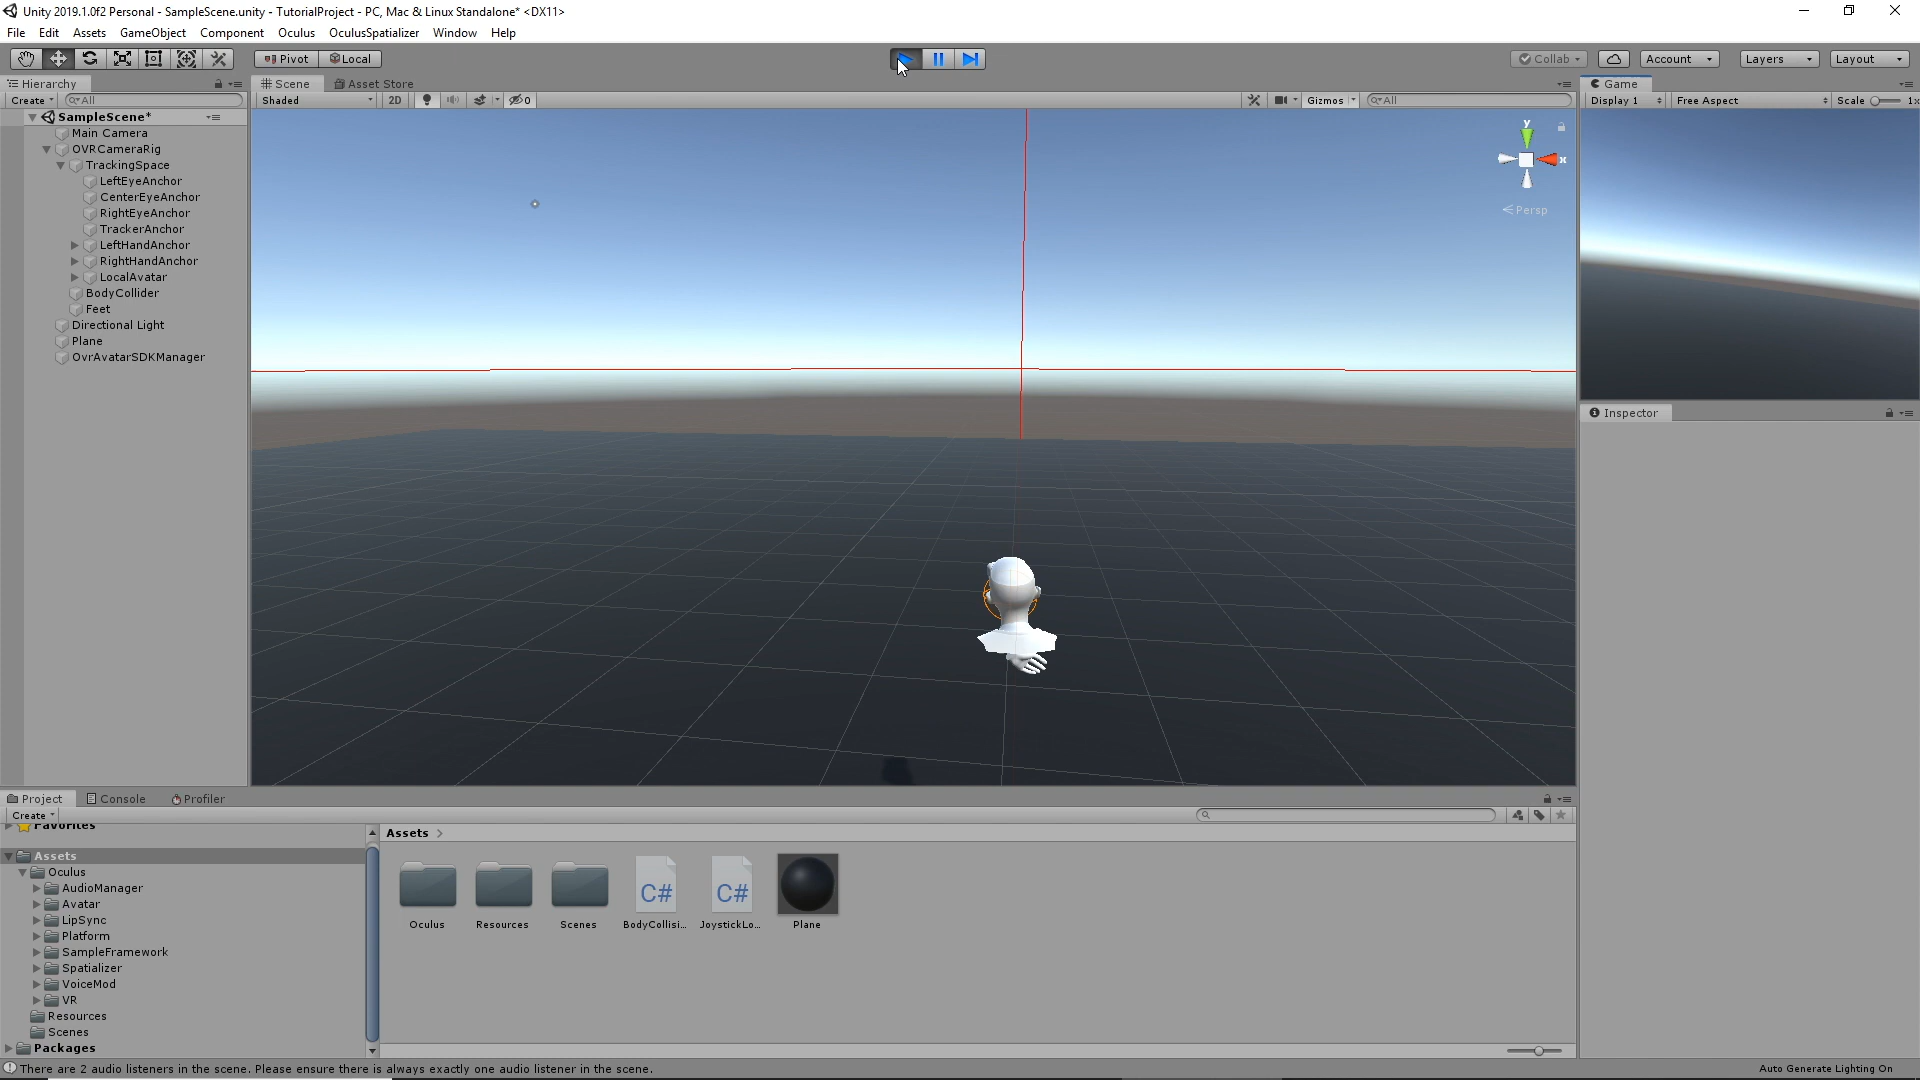 Unity 2019.1.0f2 Personal - SampleScene.unity - TutorialProject - PC, Mac & Linux Standalone* <DX11>
File Edit Assets GameObject Component Oculus OculusSpatializer Window Help
Pivot Local Collab Account Layers Layout
Hierarchy
Create All
SampleScene*
Main Camera
OVRCameraRig
TrackingSpace
LeftEyeAnchor
CenterEyeAnchor
RightEyeAnchor
TrackerAnchor
LeftHandAnchor
RightHandAnchor
LocalAvatar
BodyCollider
Feet
Directional Light
Plane
OvrAvatarSDKManager
Scene Asset Store
Shaded 2D 0 Gizmos All
y
x
Persp
Game
Display 1 Free Aspect Scale 1x
Inspector
Project Console Profiler
Create
Favorites
Assets
Oculus
AudioManager
Avatar
LipSync
Platform
SampleFramework
Spatializer
VoiceMod
VR
Resources
Scenes
Packages
Assets
C# C#
Oculus Resources Scenes BodyCollisi... JoystickLo... Plane
There are 2 audio listeners in the scene. Please ensure there is always exactly one audio listener in the scene.
Auto Generate Lighting On